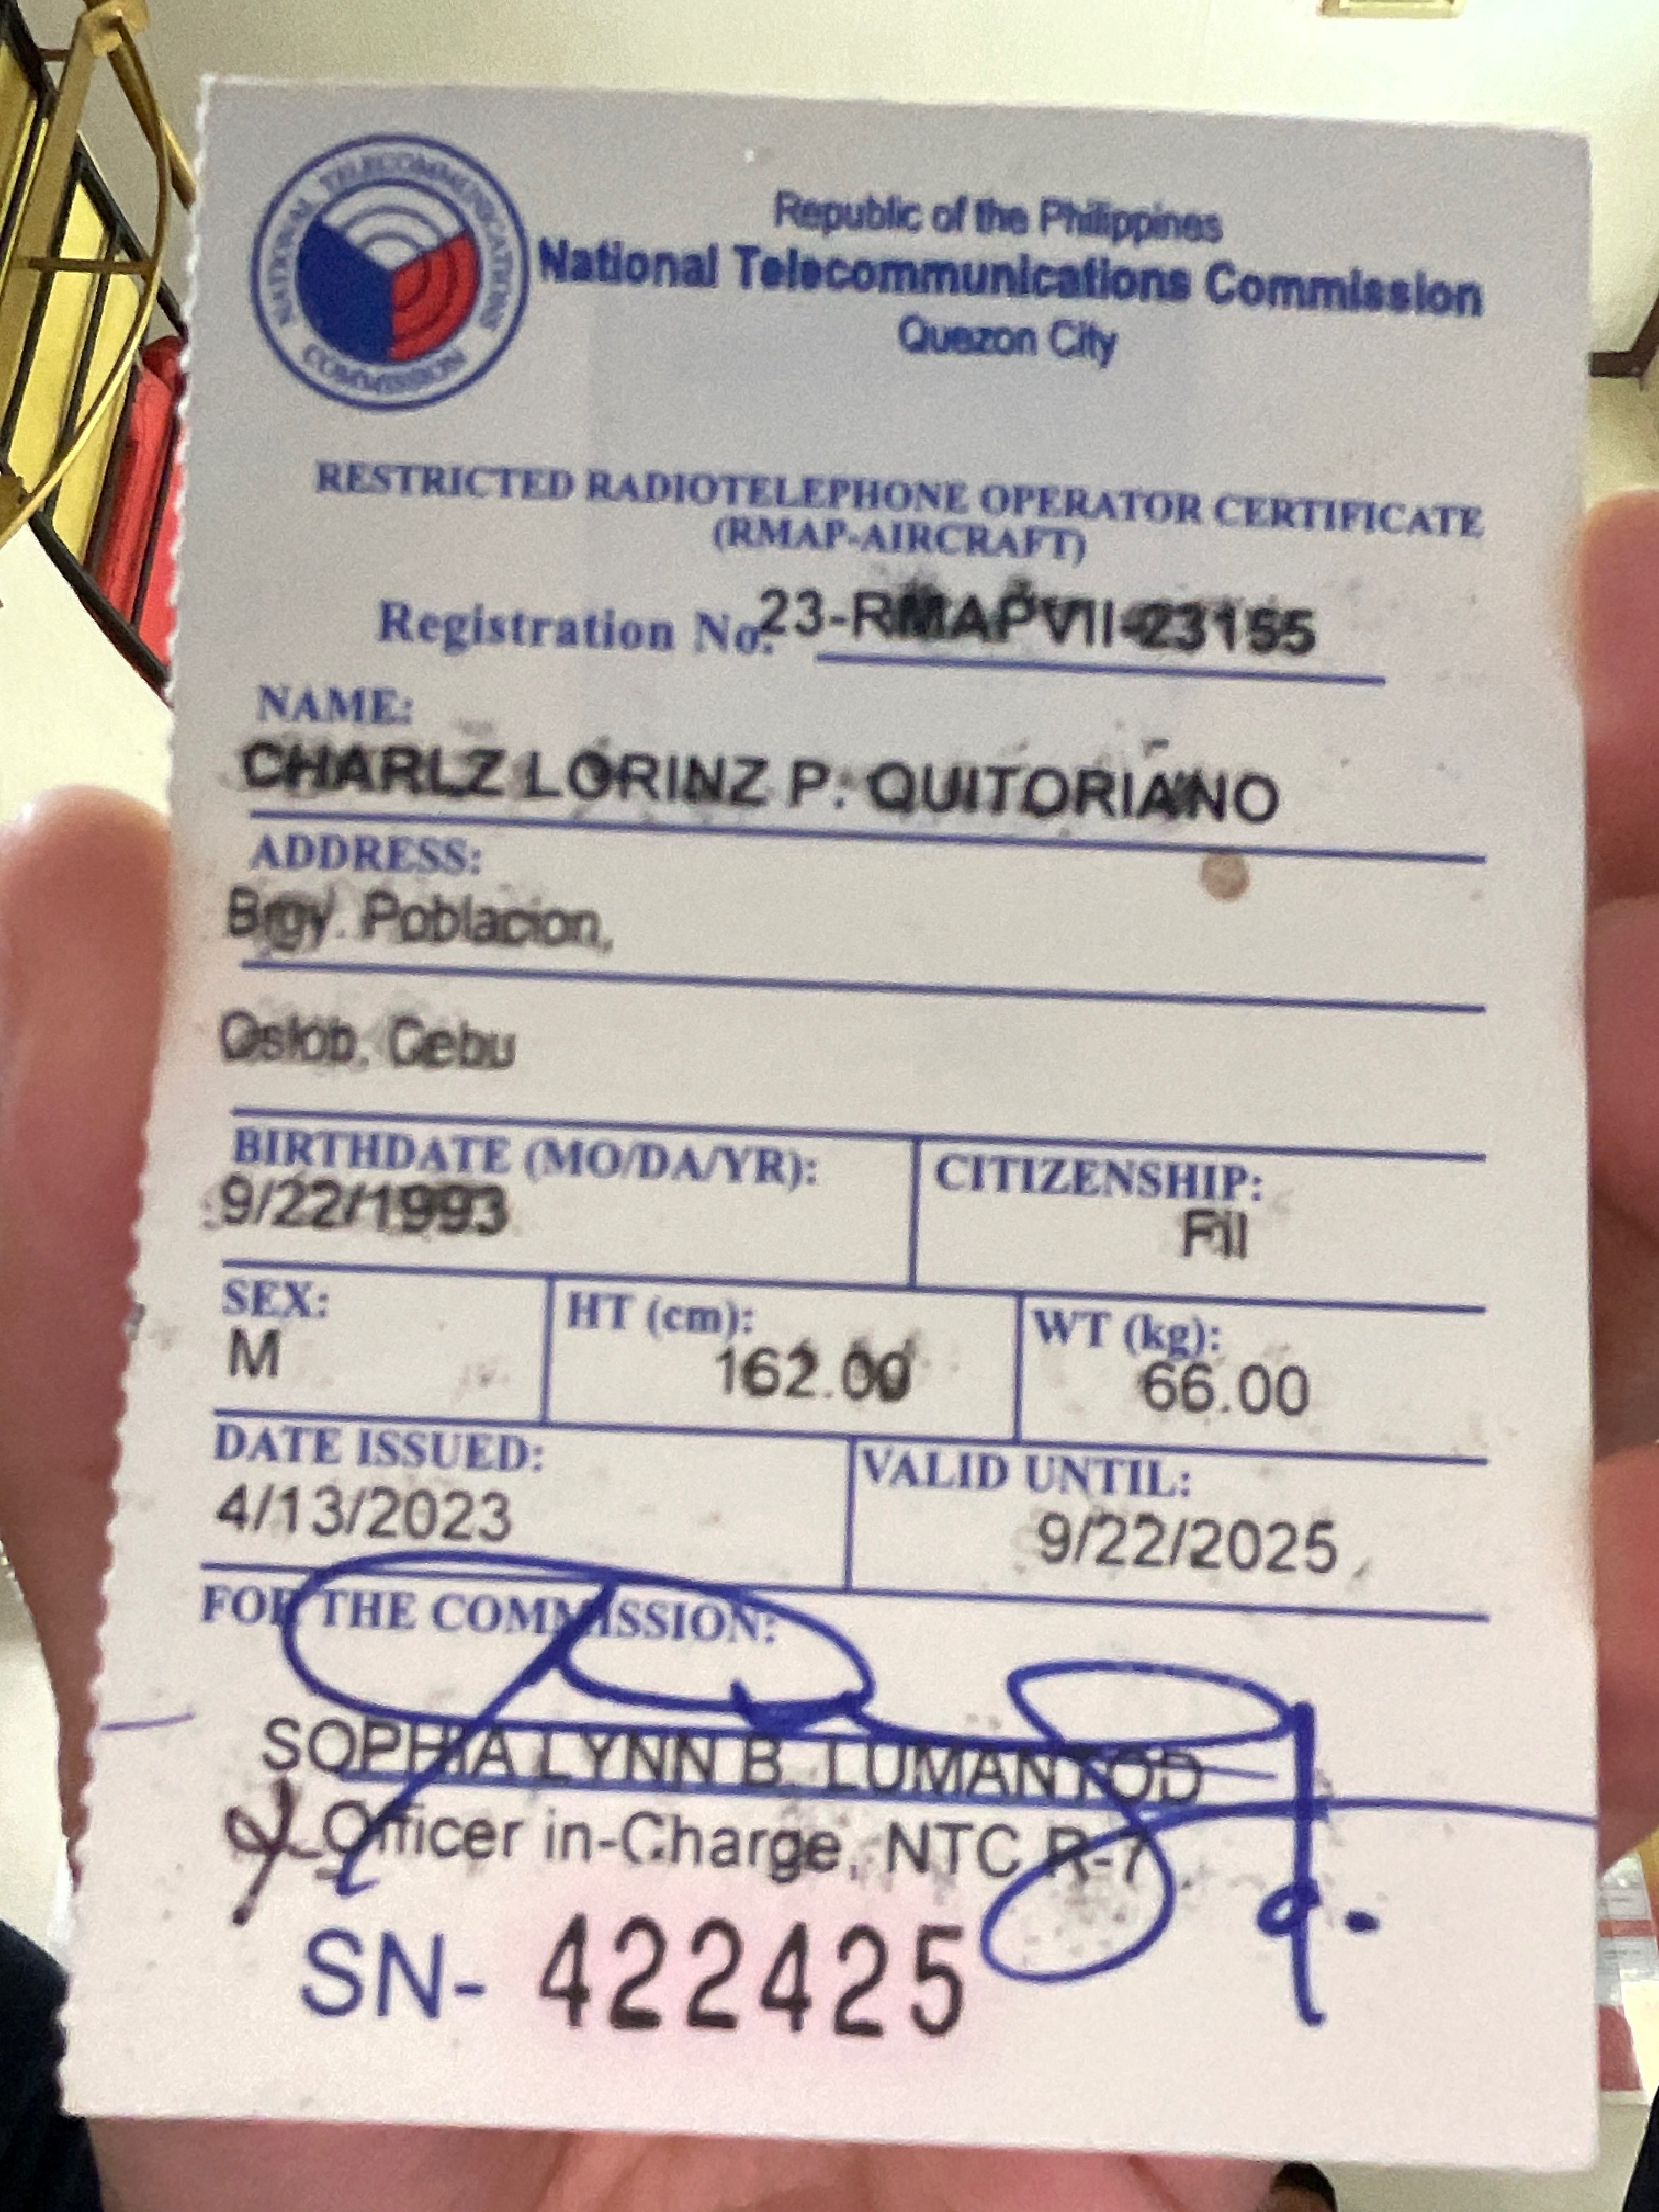 NATIONAL TELECOMMUNICATIONS COMMISSION
Republic of the Philippines
National Telecommunications Commission
Quezon City
RESTRICTED RADIOTELEPHONE OPERATOR CERTIFICATE
(RMAP-AIRCRAFT)
Registration No. 23-RMAPVII-23155
NAME:
CHARLZ LORINZ P. QUITORIANO
ADDRESS:
Brgy. Poblacion,
Oslob, Cebu
BIRTHDATE (MO/DA/YR): CITIZENSHIP:
9/22/1993 Fil
SEX: HT (cm): WT (kg):
M 162.00 66.00
DATE ISSUED: VALID UNTIL:
4/13/2023 9/22/2025
FOR THE COMMISSION:
SOPHIA LYNN B. LUMANTOD
Officer in-Charge, NTC R-7
SN- 422425